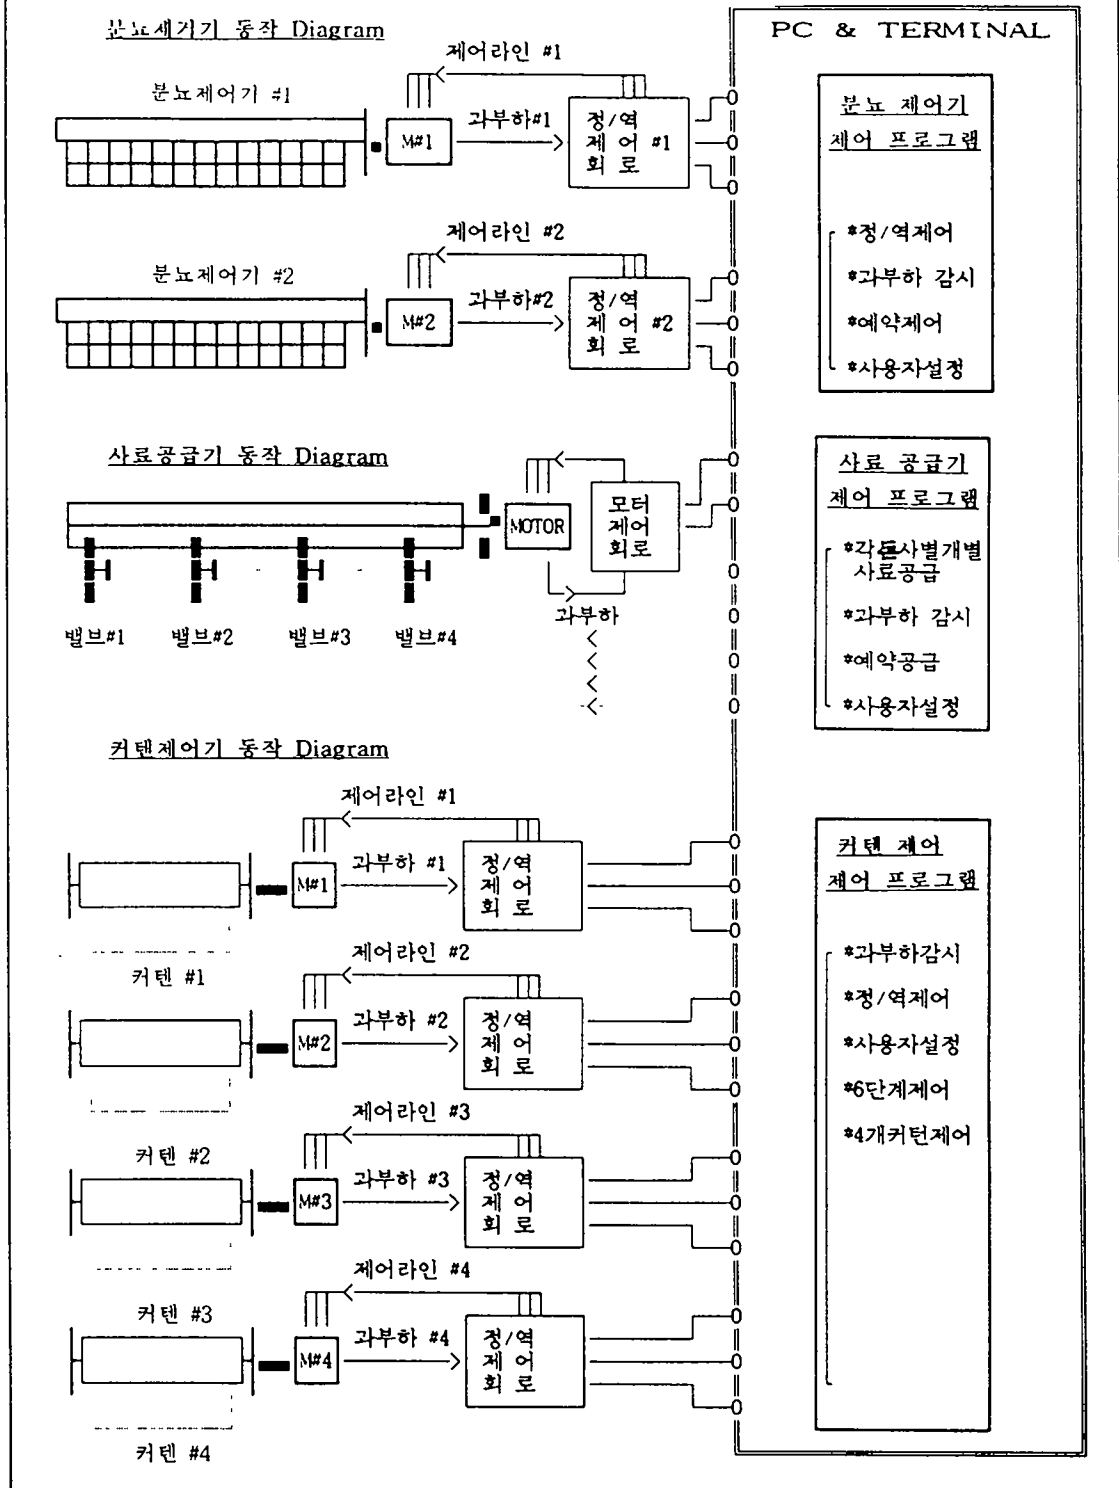 분뇨세거기 동작 Diagram
PC & TERMINAL
제어라인 #1
분뇨제어기 #1
M#1
과부하#1
정/역
제 어 #1
회 로
분뇨 제어기
제어 프로그램
*정/역제어
*과부하 감시
*예약제어
*사용자설정
제어라인 #2
분뇨제어기 #2
M#2
과부하#2
정/역
제 어 #2
회 로
사료공급기 동작 Diagram
MOTOR
모터
제어
회로
과부하
밸브#1
밸브#2
밸브#3
밸브#4
사료 공급기
제어 프로그램
*각돈사별개별
사료공급
*과부하 감시
*예약공급
*사용자설정
커텐제어기 동작 Diagram
제어라인 #1
M#1
과부하 #1
정/역
제 어
회 로
커텐 #1
제어라인 #2
M#2
과부하 #2
정/역
제 어
회 로
커텐 #2
제어라인 #3
M#3
과부하 #3
정/역
제 어
회 로
커텐 #3
제어라인 #4
M#4
과부하 #4
정/역
제 어
회 로
커텐 #4
커텐 제어
제어 프로그램
*과부하감시
*정/역제어
*사용자설정
*6단계제어
*4개커턴제어